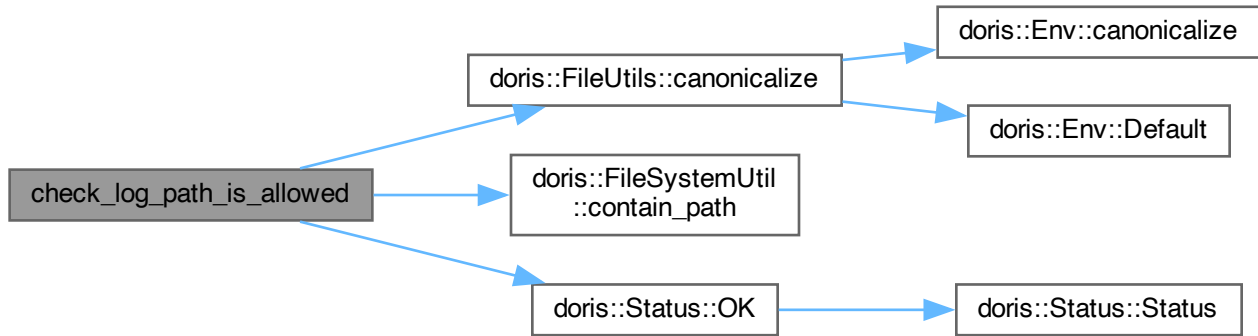 check_log_path_is_allowed
doris::FileUtils::canonicalize
doris::Env::canonicalize
doris::Env::Default
doris::FileSystemUtil
::contain_path
doris::Status::OK
doris::Status::Status